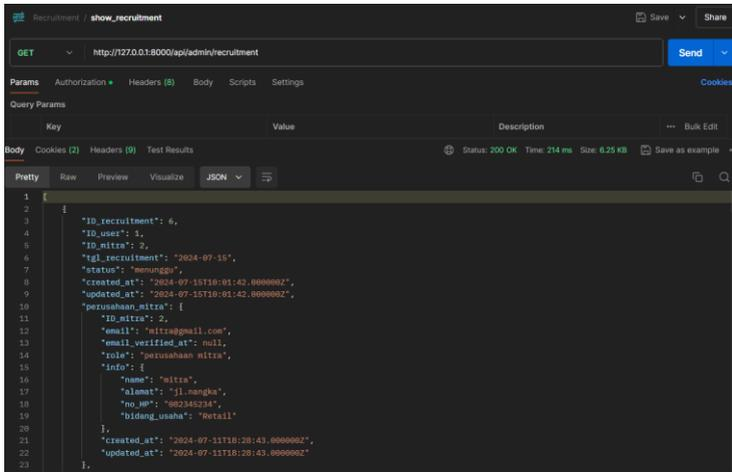 Recruitment / show_recruitment Save Share
GET http://127.0.0.1:8000/api/admin/recruitment Send
Params Authorization Headers (8) Body Scripts Settings Cookies
Query Params
Key Value Description ... Bulk Edit
Body Cookies (2) Headers (9) Test Results Status: 200 OK Time: 214 ms Size: 6.25 KB Save as example
Pretty Raw Preview Visualize JSON
1 [
2 {
3 "ID_recruitment": 6,
4 "ID_user": 1,
5 "ID_mitra": 2,
6 "tgl_recruitment": "2024-07-15",
7 "status": "menunggu",
8 "created_at": "2024-07-15T10:01:42.000000Z",
9 "updated_at": "2024-07-15T10:01:42.000000Z",
10 "perusahaan_mitra": {
11 "ID_mitra": 2,
12 "email": "mitra@gmail.com",
13 "email_verified_at": null,
14 "role": "perusahaan mitra",
15 "info": {
16 "name": "mitra",
17 "alamat": "jl.nangka",
18 "no_HP": "082345234",
19 "bidang_usaha": "Retail"
20 },
21 "created_at": "2024-07-11T18:28:43.000000Z",
22 "updated_at": "2024-07-11T18:28:43.000000Z"
23 },